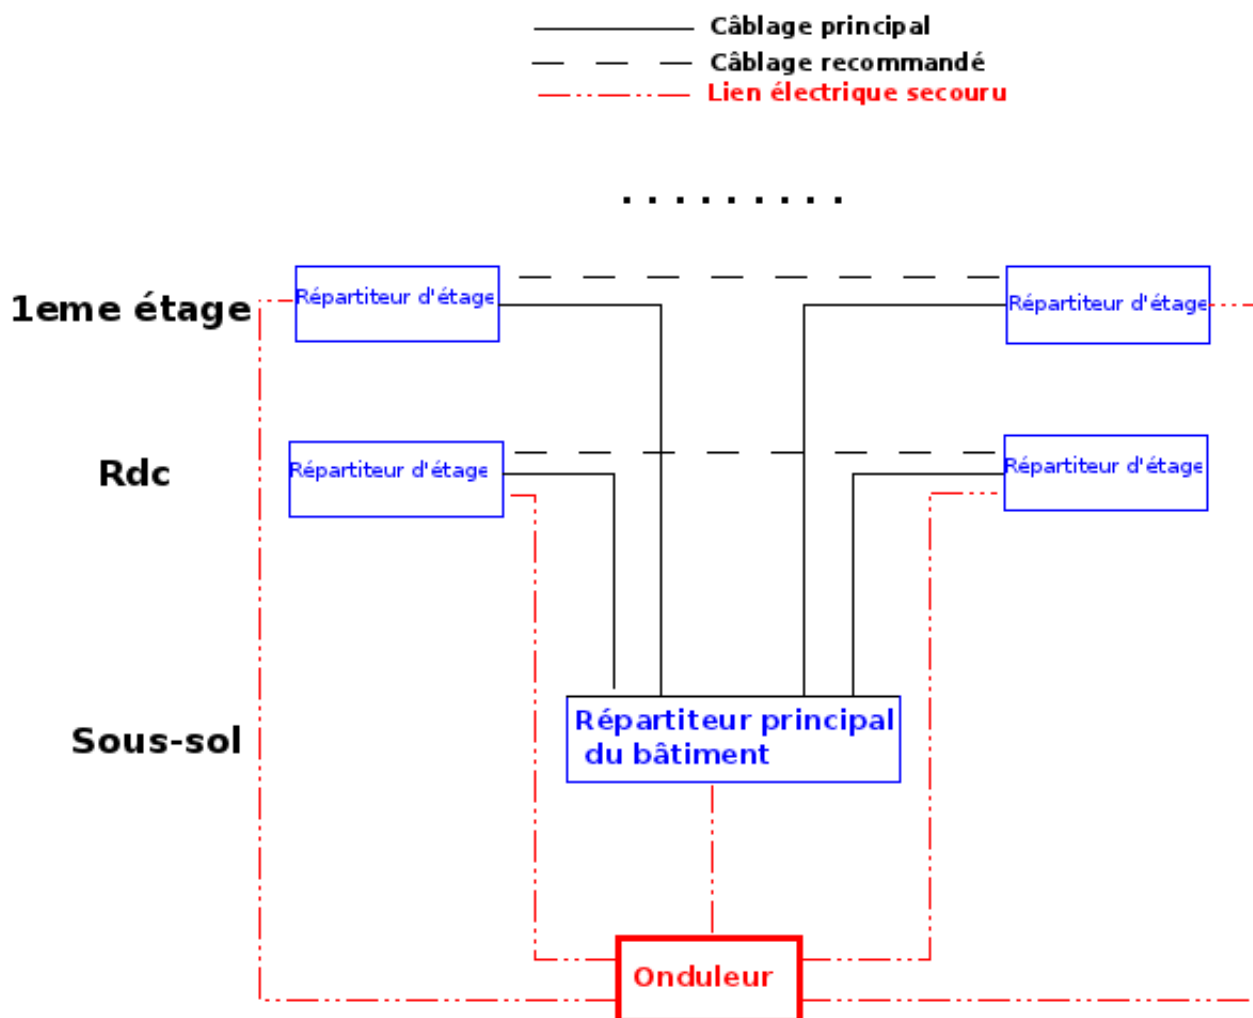 Câblage principal
Câblage recommandé
Lien électrique secouru
.........
1eme étage
Répartiteur d'étage
Répartiteur d'étage
Rdc
Répartiteur d'étage
Répartiteur d'étage
Sous-sol
Répartiteur principal
du bâtiment
Onduleur